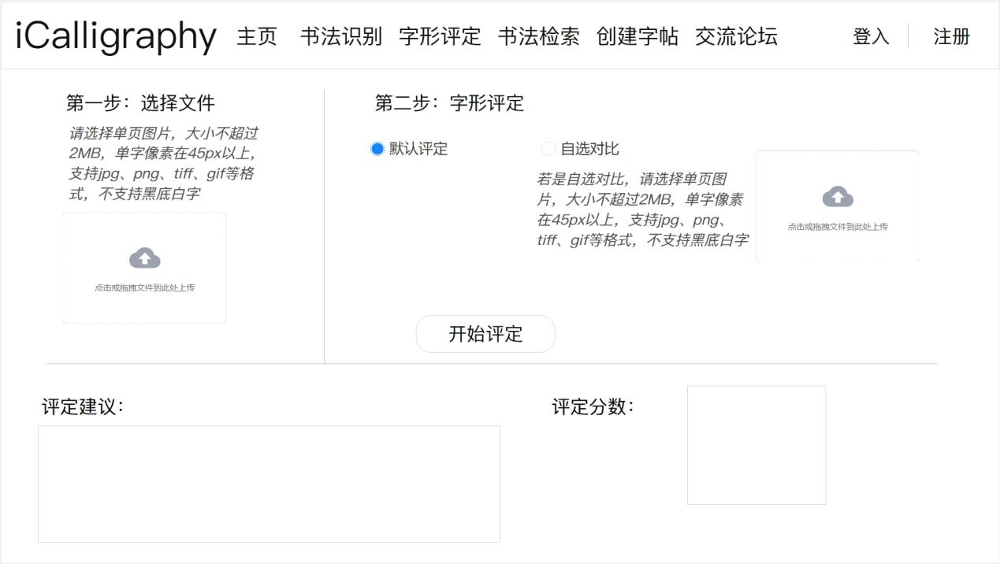 iCalligraphy 主页 书法识别 字形评定 书法检索 创建字帖 交流论坛 登入 注册
第一步：选择文件
请选择单页图片，大小不超过
2MB，单字像素在45px以上，
支持jpg、png、tiff、gif等格
式，不支持黑底白字
点击或拖拽文件到此处上传
第二步：字形评定
默认评定
自选对比
若是自选对比，请选择单页图
片，大小不超过2MB，单字像素
在45px以上，支持jpg、png、
tiff、gif等格式，不支持黑底白字
点击或拖拽文件到此处上传
开始评定
评定建议：
评定分数：